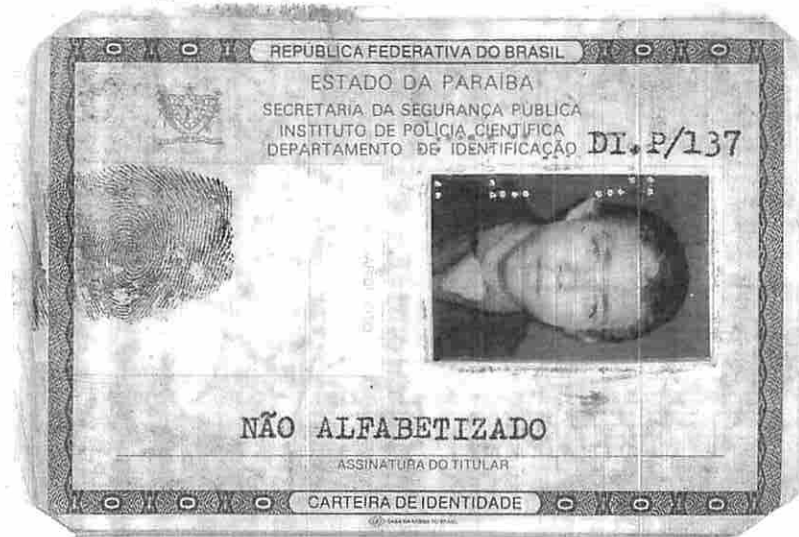 REPÚBLICA FEDERATIVA DO BRASIL
ESTADO DA PARAÍBA
SECRETARIA DA SEGURANÇA PÚBLICA
INSTITUTO DE POLÍCIA CIENTÍFICA
DEPARTAMENTO DE IDENTIFICAÇÃO DI.P/137
NÃO ALFABETIZADO
ASSINATURA DO TITULAR
CARTEIRA DE IDENTIDADE